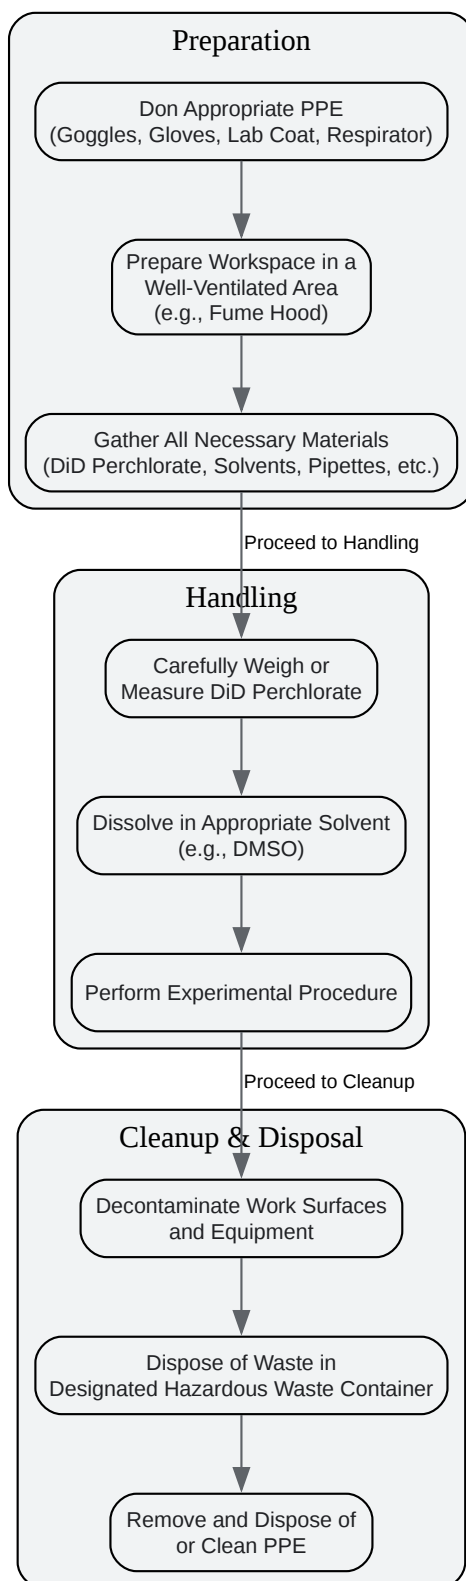 Preparation
Don Appropriate PPE
(Goggles, Gloves, Lab Coat, Respirator)
Prepare Workspace in a
Well-Ventilated Area
(e.g., Fume Hood)
Gather All Necessary Materials
(DiD Perchlorate, Solvents, Pipettes, etc.)
Proceed to Handling
Handling
Carefully Weigh or
Measure DiD Perchlorate
Dissolve in Appropriate Solvent
(e.g., DMSO)
Perform Experimental Procedure
Proceed to Cleanup
Cleanup & Disposal
Decontaminate Work Surfaces
and Equipment
Dispose of Waste in
Designated Hazardous Waste Container
Remove and Dispose of
or Clean PPE